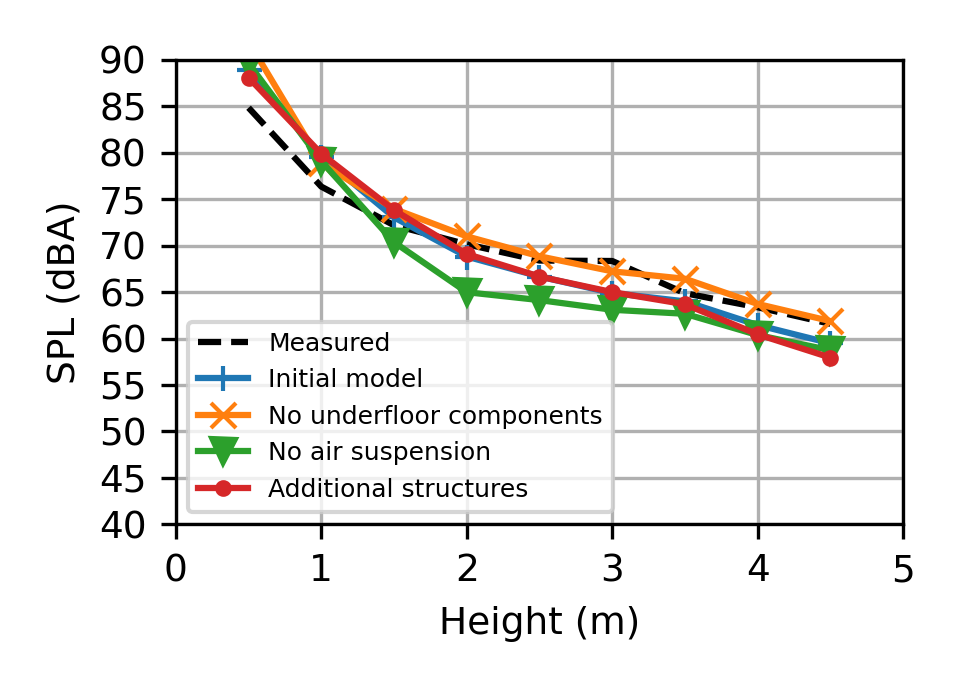 90
85
80
75
70
65
60
55
50
45
40
SPL (dBA)
Measured
Initial model
No underfloor components
No air suspension
Additional structures
0 1 2 3 4 5
Height (m)